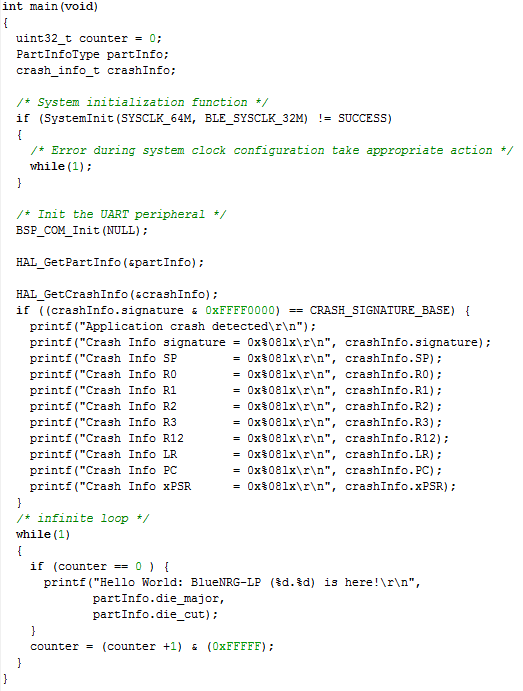 int main(void)
{
  uint32_t counter = 0;
  PartInfoType partInfo;
  crash_info_t crashInfo;

  /* System initialization function */
  if (SystemInit(SYSCLK_64M, BLE_SYSCLK_32M) != SUCCESS)
  {
    /* Error during system clock configuration take appropriate action */
    while(1);
  }

  /* Init the UART peripheral */
  BSP_COM_Init(NULL);

  HAL_GetPartInfo(&partInfo);

  HAL_GetCrashInfo(&crashInfo);
  if ((crashInfo.signature & 0xFFFF0000) == CRASH_SIGNATURE_BASE) {
    printf("Application crash detected\r\n");
    printf("Crash Info signature = 0x%08lx\r\n", crashInfo.signature);
    printf("Crash Info SP        = 0x%08lx\r\n", crashInfo.SP);
    printf("Crash Info R0        = 0x%08lx\r\n", crashInfo.R0);
    printf("Crash Info R1        = 0x%08lx\r\n", crashInfo.R1);
    printf("Crash Info R2        = 0x%08lx\r\n", crashInfo.R2);
    printf("Crash Info R3        = 0x%08lx\r\n", crashInfo.R3);
    printf("Crash Info R12       = 0x%08lx\r\n", crashInfo.R12);
    printf("Crash Info LR        = 0x%08lx\r\n", crashInfo.LR);
    printf("Crash Info PC        = 0x%08lx\r\n", crashInfo.PC);
    printf("Crash Info xPSR      = 0x%08lx\r\n", crashInfo.xPSR);
  }
  /* infinite loop */
  while(1)
  {
    if (counter == 0 ) {
      printf("Hello World: BlueNRG-LP (%d.%d) is here!\r\n",
             partInfo.die_major,
             partInfo.die_cut);
    }
    counter = (counter +1) & (0xFFFFF);
  }
}